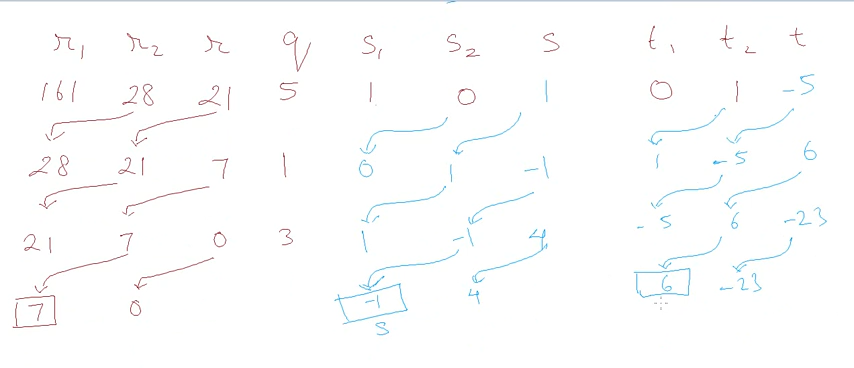 r₁ r₂ r q s₁ s₂ s t₁ t₂ t
161 28 21 5 1 0 1 0 1 -5
28 21 7 1 0 1 -1 1 -5 6
21 7 0 3 1 -1 4 -5 6 -23
7 0 -1 4 6 -23
s